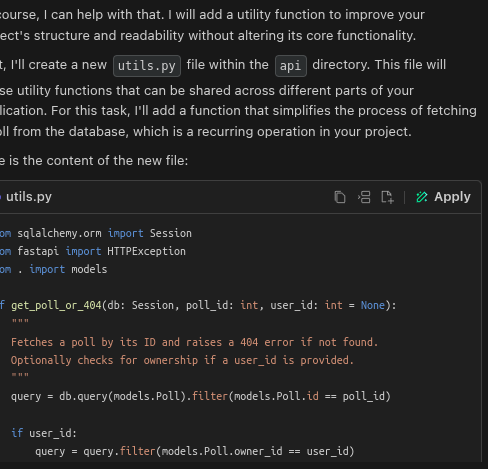 course, I can help with that. I will add a utility function to improve your
ect's structure and readability without altering its core functionality.
t, I'll create a new utils.py file within the api directory. This file will
se utility functions that can be shared across different parts of your
lication. For this task, I'll add a function that simplifies the process of fetching
oll from the database, which is a recurring operation in your project.
e is the content of the new file:
utils.py Apply
om sqlalchemy.orm import Session
om fastapi import HTTPException
om . import models
f get_poll_or_404(db: Session, poll_id: int, user_id: int = None):
"""
Fetches a poll by its ID and raises a 404 error if not found.
Optionally checks for ownership if a user_id is provided.
"""
query = db.query(models.Poll).filter(models.Poll.id == poll_id)
if user_id:
query = query.filter(models.Poll.owner_id == user_id)